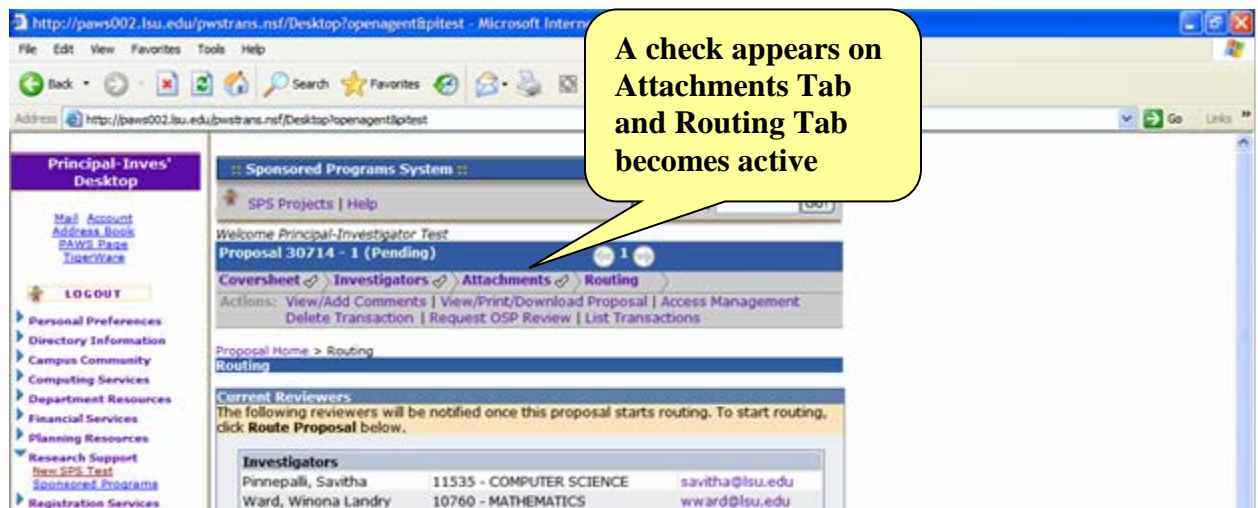 http://paws002.lsu.edu/pwstrans.nsf/Desktop?openagent&pitest - Microsoft Intern
File Edit View Favorites Tools Help
Back Search Favorites
Address http://paws002.lsu.edu/pwstrans.nsf/Desktop?openagent&pitest Go Links »
A check appears on
Attachments Tab
and Routing Tab
becomes active
Principal-Inves'
Desktop
Mail Account
Address Book
PAWS Page
TigerWare
LOGOUT
Personal Preferences
Directory Information
Campus Community
Computing Services
Department Resources
Financial Services
Planning Resources
Research Support
New SPS Test
Sponsored Programs
Registration Services
:: Sponsored Programs System ::
SPS Projects | Help GO!
Welcome Principal-Investigator Test
Proposal 30714 - 1 (Pending) 1
Coversheet Investigators Attachments Routing
Actions: View/Add Comments | View/Print/Download Proposal | Access Management
Delete Transaction | Request OSP Review | List Transactions
Proposal Home > Routing
Routing
Current Reviewers
The following reviewers will be notified once this proposal starts routing. To start routing,
click Route Proposal below.
Investigators
Pinnepalli, Savitha 11535 - COMPUTER SCIENCE savitha@lsu.edu
Ward, Winona Landry 10760 - MATHEMATICS wward@lsu.edu